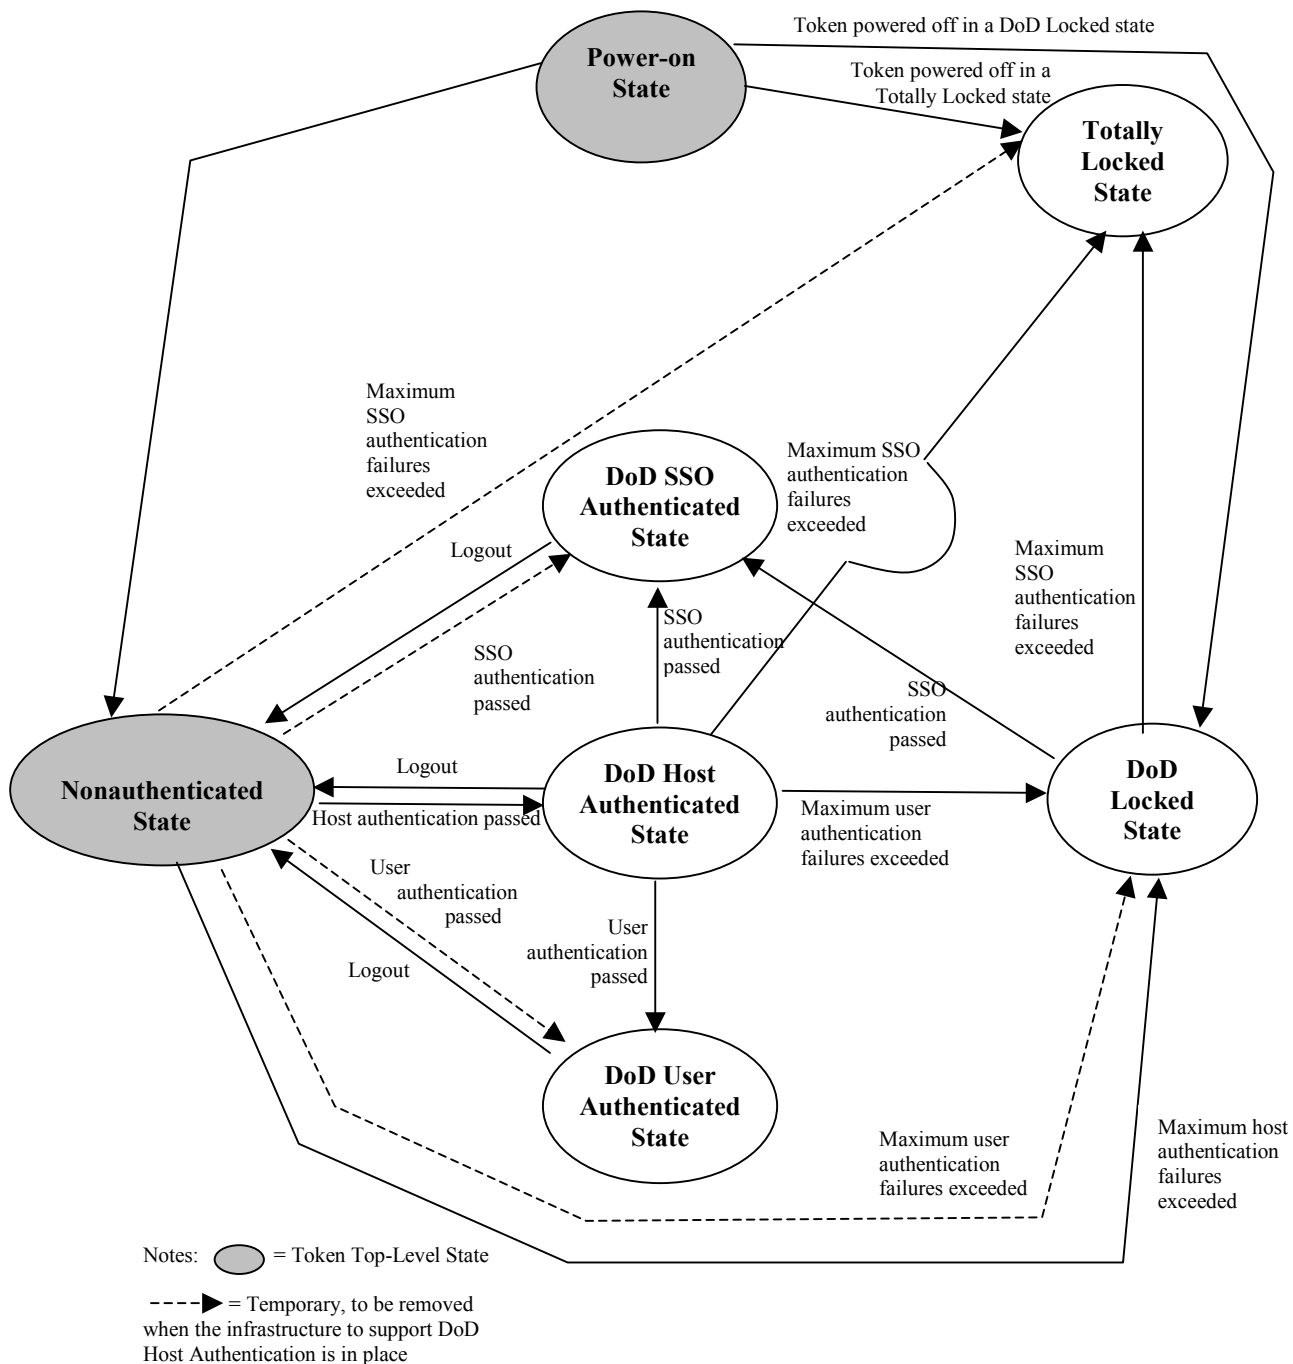 Token powered off in a DoD Locked state
Power-on
State
Token powered off in a
Totally Locked state
Totally
Locked
State
Maximum
SSO
authentication
failures
exceeded
Maximum SSO
authentication
failures
exceeded
DoD SSO
Authenticated
State
Logout
Maximum
SSO
authentication
failures
exceeded
SSO
authentication
passed
SSO
authentication
passed
SSO
authentication
passed
Nonauthenticated
State
Logout
Host authentication passed
DoD Host
Authenticated
State
Maximum user
authentication
failures exceeded
DoD
Locked
State
User
authentication
passed
Logout
User
authentication
passed
DoD User
Authenticated
State
Maximum user
authentication
failures exceeded
Maximum host
authentication
failures
exceeded
Notes: = Token Top-Level State
= Temporary, to be removed
when the infrastructure to support DoD
Host Authentication is in place